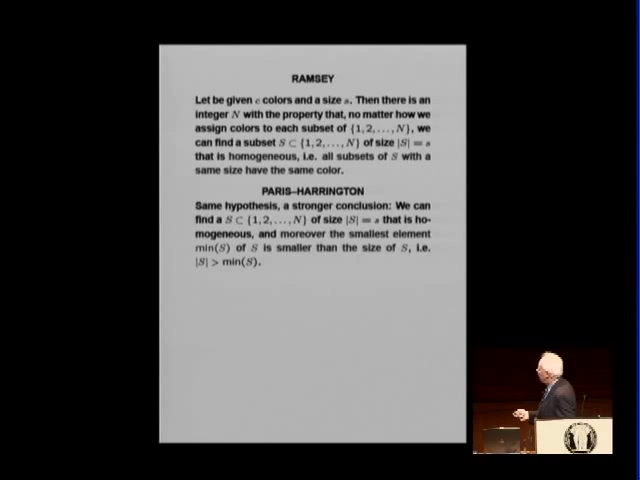 RAMSEY
Let be given c colors and a size s. Then there is an
integer N with the property that, no matter how we
assign colors to each subset of {1, 2, . . . , N}, we
can find a subset S ⊂ {1, 2, . . . , N} of size |S| = s
that is homogeneous, i.e. all subsets of S with a
same size have the same color.
PARIS–HARRINGTON
Same hypothesis, a stronger conclusion: We can
find a S ⊂ {1, 2, . . . , N} of size |S| = s that is ho-
mogeneous, and moreover the smallest element
min(S) of S is smaller than the size of S, i.e.
|S| > min(S).